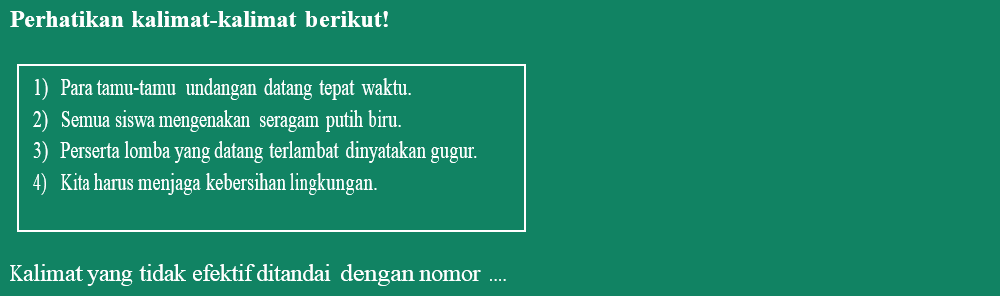 Perhatikan kalimat-kalimat berikut!
1) Para tamu-tamu undangan datang tepat waktu.
2) Semua siswa mengenakan seragam putih biru.
3) Perserta lomba yang datang terlambat dinyatakan gugur.
4) Kita harus menjaga kebersihan lingkungan.
Kalimat yang tidak efektif ditandai dengan nomor ....